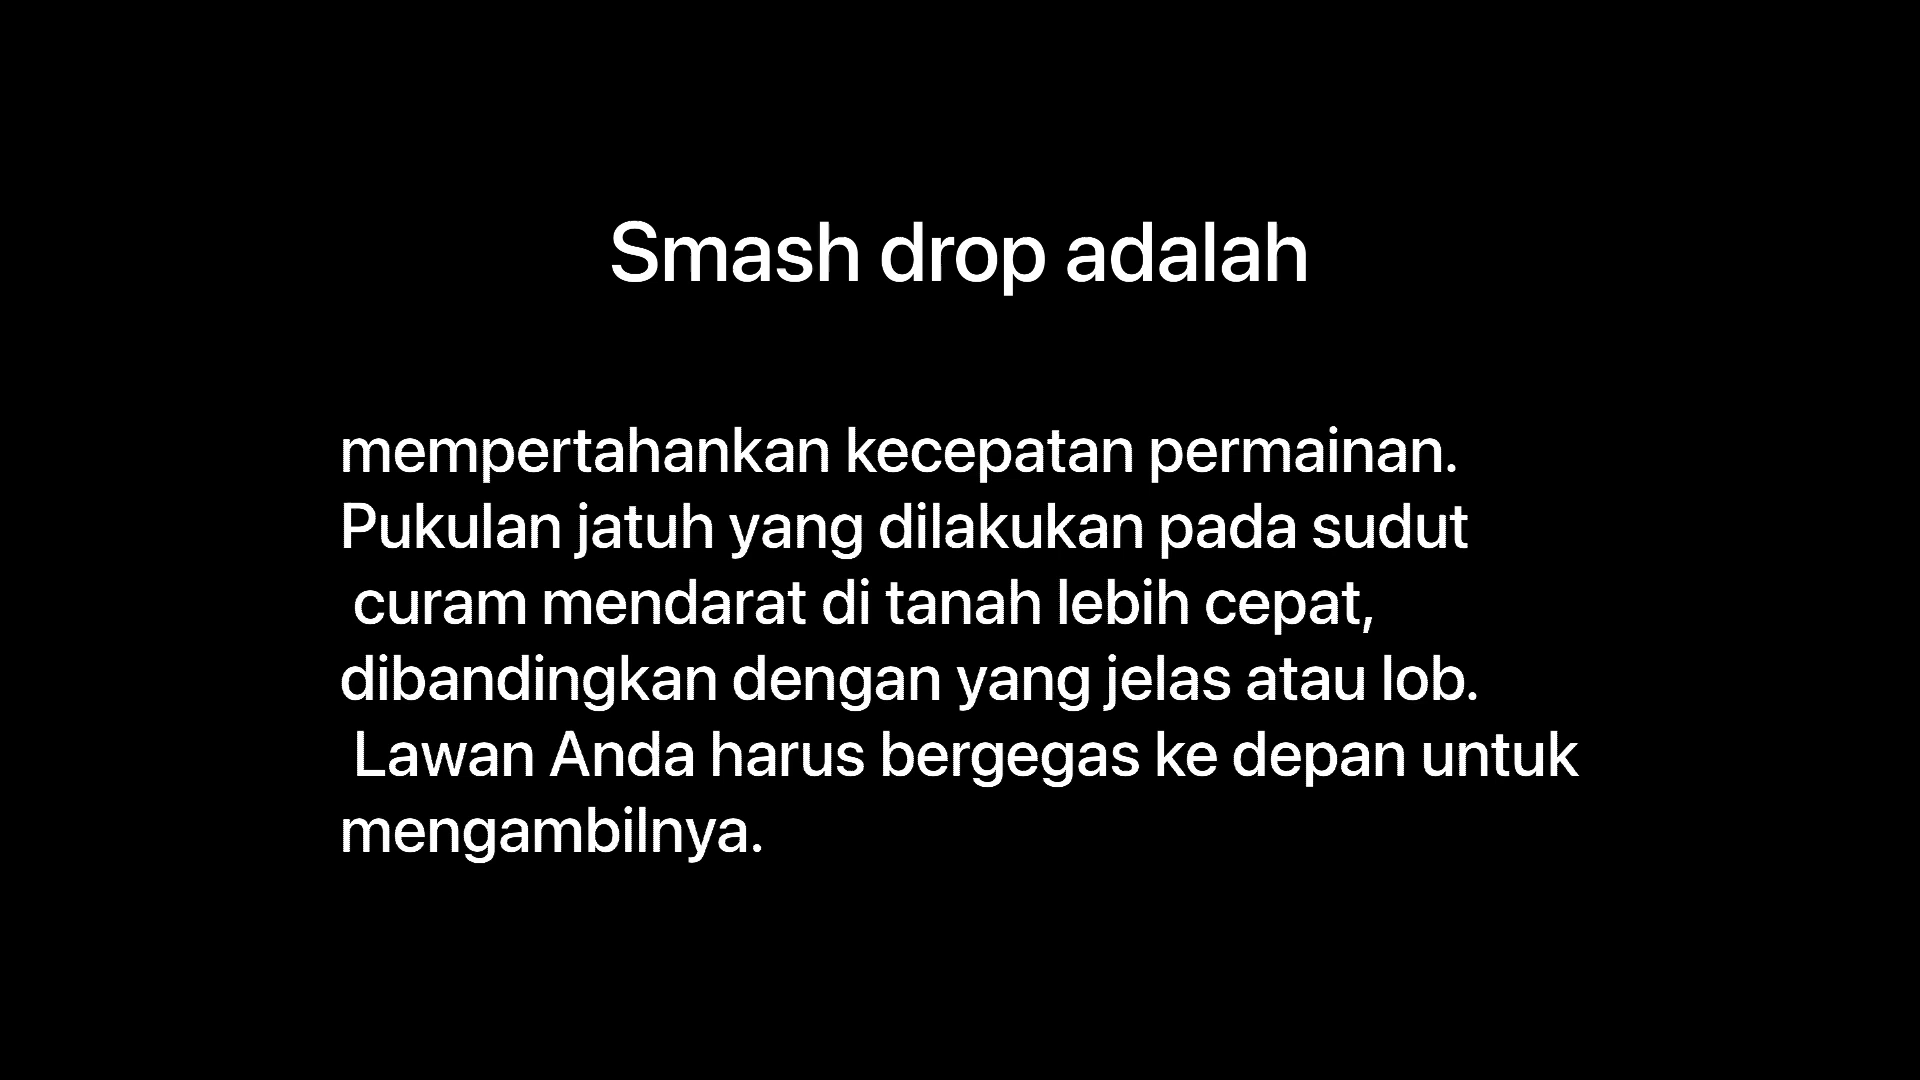 Smash drop adalah
mempertahankan kecepatan permainan.
Pukulan jatuh yang dilakukan pada sudut
curam mendarat di tanah lebih cepat,
dibandingkan dengan yang jelas atau lob.
Lawan Anda harus bergegas ke depan untuk
mengambilnya.